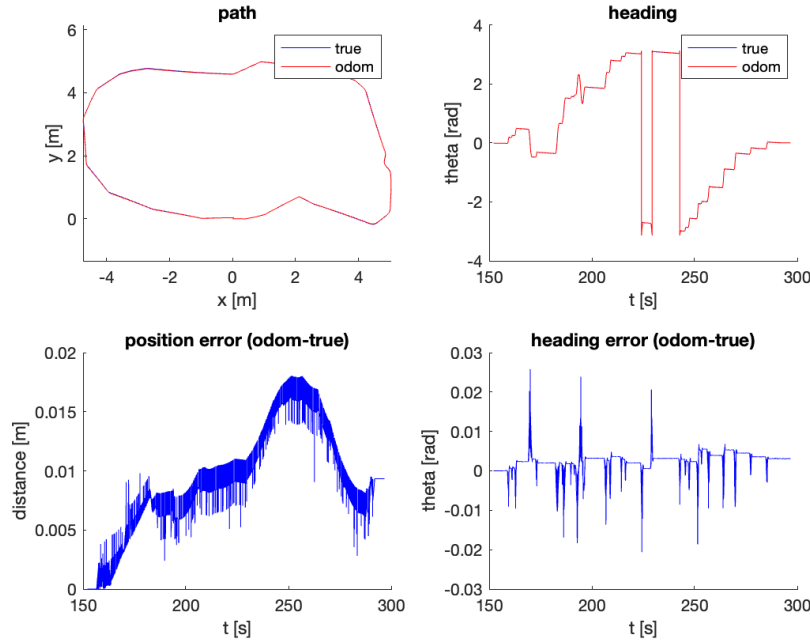 path
6
4
2
0
y [m]
-4
-2
0
2
4
x [m]
true
odom
heading
4
2
0
-2
-4
theta [rad]
150
200
250
300
t [s]
true
odom
position error (odom-true)
0.02
0.015
0.01
0.005
0
distance [m]
150
200
250
300
t [s]
heading error (odom-true)
0.03
0.02
0.01
0
-0.01
-0.02
-0.03
theta [rad]
150
200
250
300
t [s]